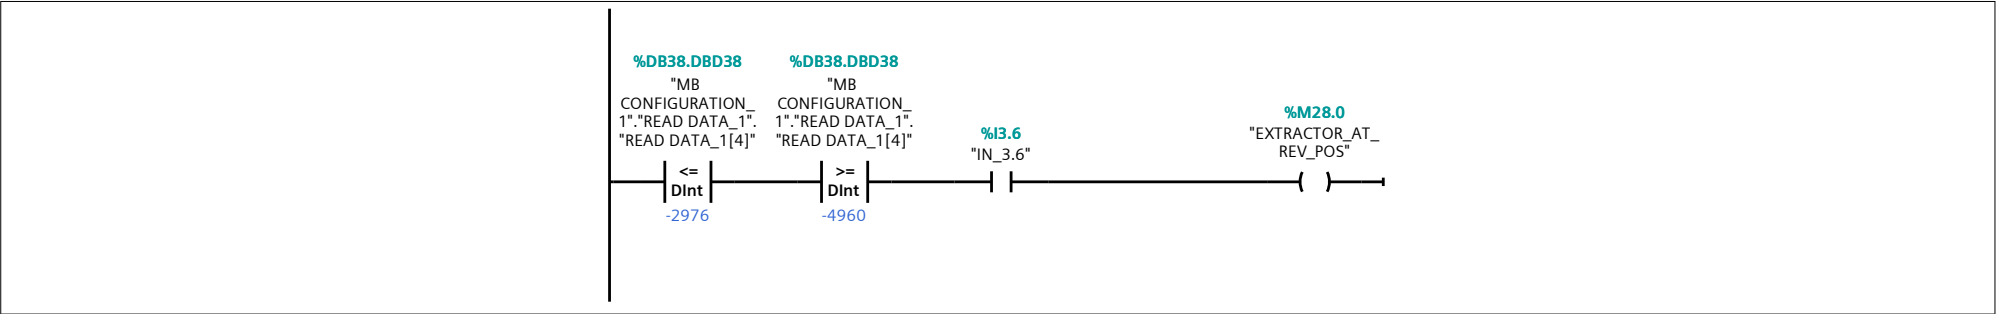 %DB38.DBD38
"MB
CONFIGURATION_
1"."READ DATA_1".
"READ DATA_1[4]"
<=
DInt
-2976
%DB38.DBD38
"MB
CONFIGURATION_
1"."READ DATA_1".
"READ DATA_1[4]"
>=
DInt
-4960
%I3.6
"IN_3.6"
%M28.0
"EXTRACTOR_AT_
REV_POS"